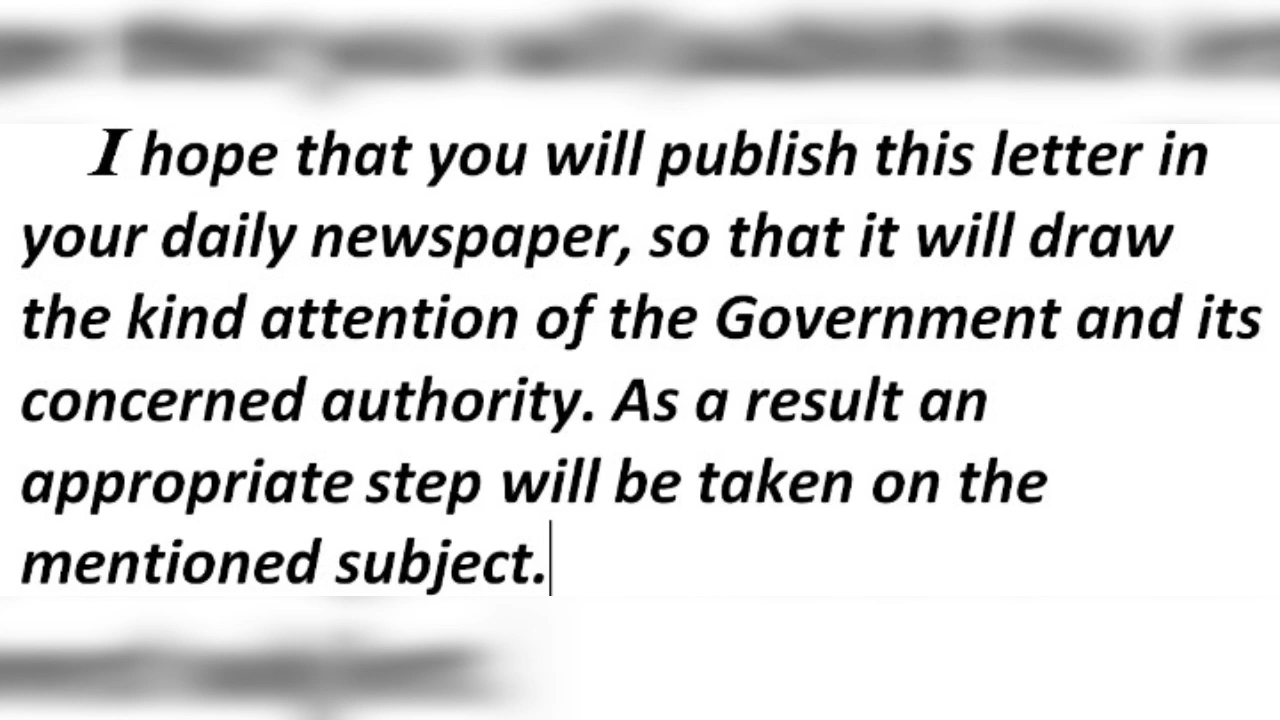 I hope that you will publish this letter in
your daily newspaper, so that it will draw
the kind attention of the Government and its
concerned authority. As a result an
appropriate step will be taken on the
mentioned subject.